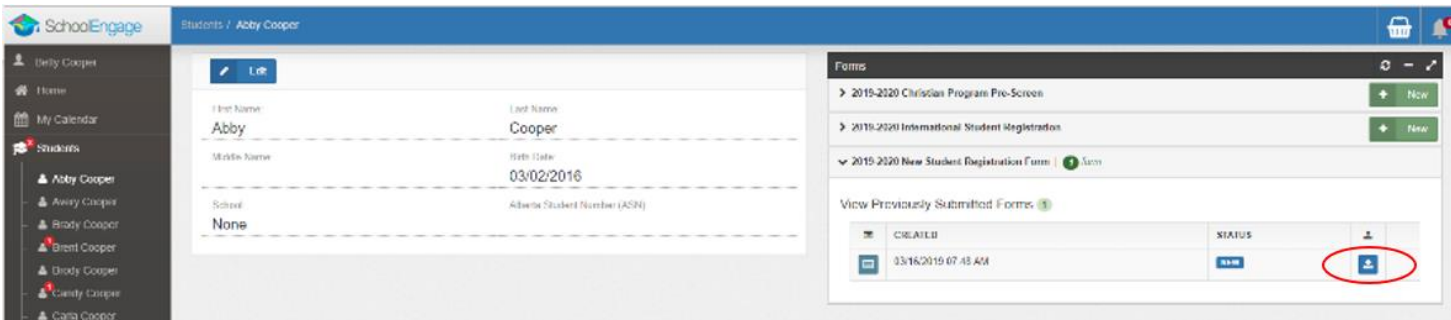 SchoolEngage
Students / Abby Cooper
Betty Cooper
Home
My Calendar
Students
Abby Cooper
Avery Cooper
Brady Cooper
Brent Cooper
Brody Cooper
Candy Cooper
Carla Cooper
Edit
First Name
Last Name
Abby
Cooper
Middle Name
Birth Date
03/02/2016
School
Alberta Student Number (ASN)
None
Forms
2019-2020 Christian Program Pre-Screen
New
2019-2020 International Student Registration
New
2019-2020 New Student Registration Form | 1
View Previously Submitted Forms 1
CREATED STATUS
03/16/2019 07:48 AM